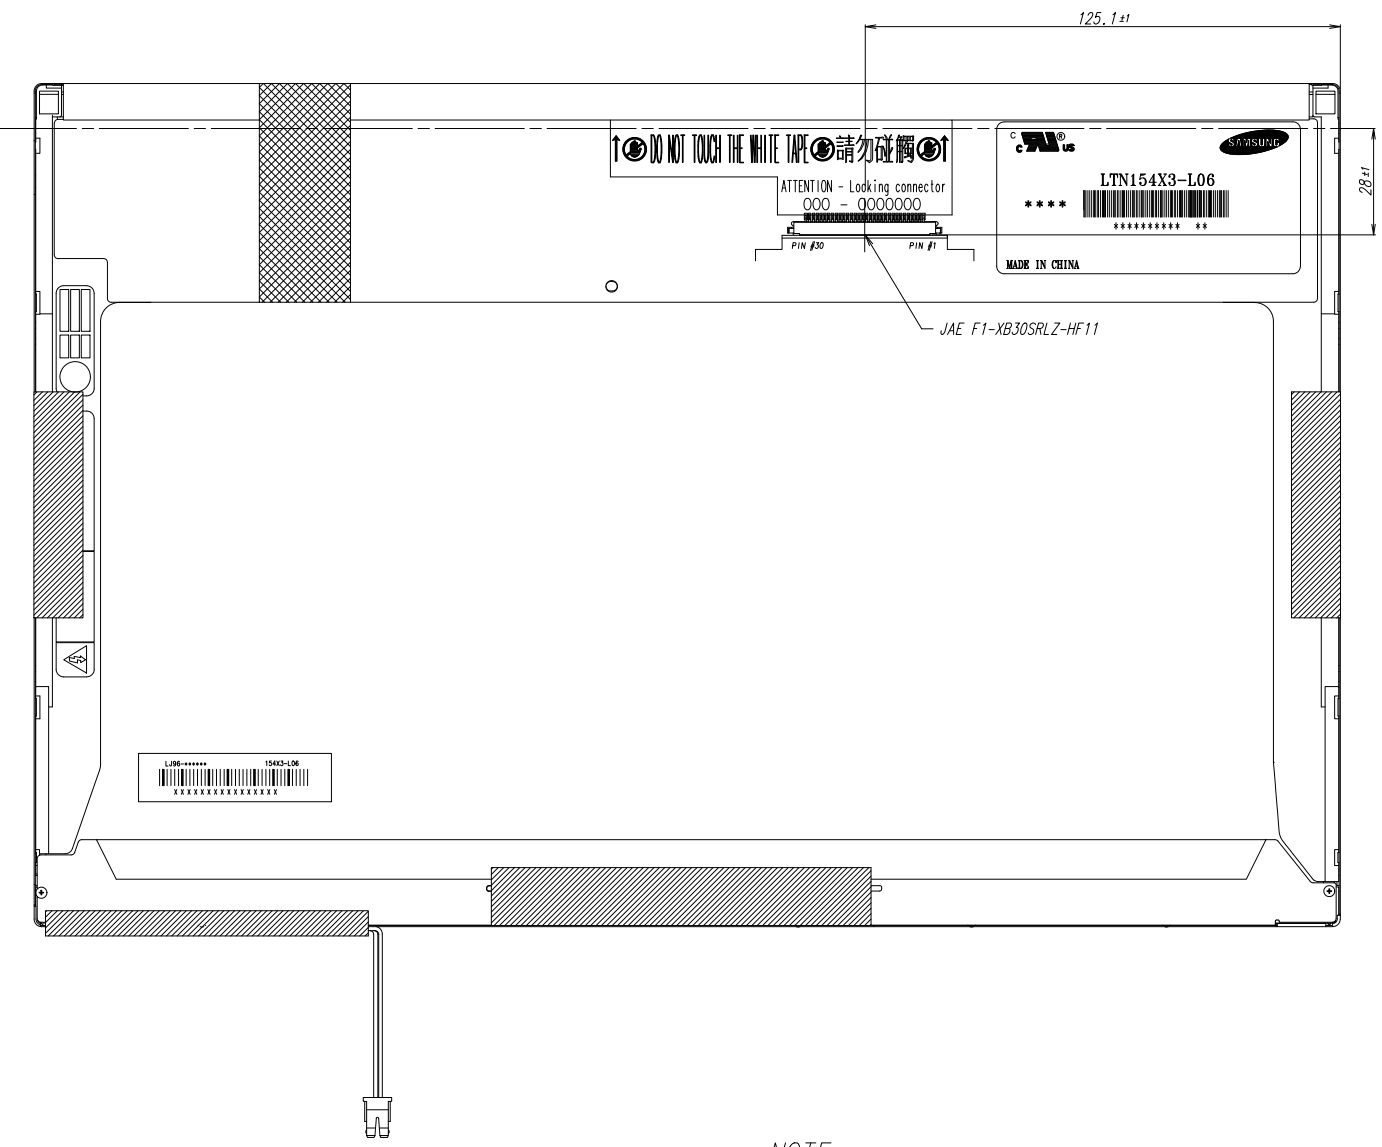 125.1±1
DO NOT TOUCH THE WHITE TAPE 請勿碰觸
ATTENTION - Locking connector
000 - 0000000
PIN #30
PIN #1
C
C US ®
SAMSUNG
LTN154X3-L06
****
********** **
MADE IN CHINA
28±1
JAE F1-XB30SRLZ-HF11
LJ96-****** 154X3-L06
XXXXXXXXXXXXXXXX
NOTE